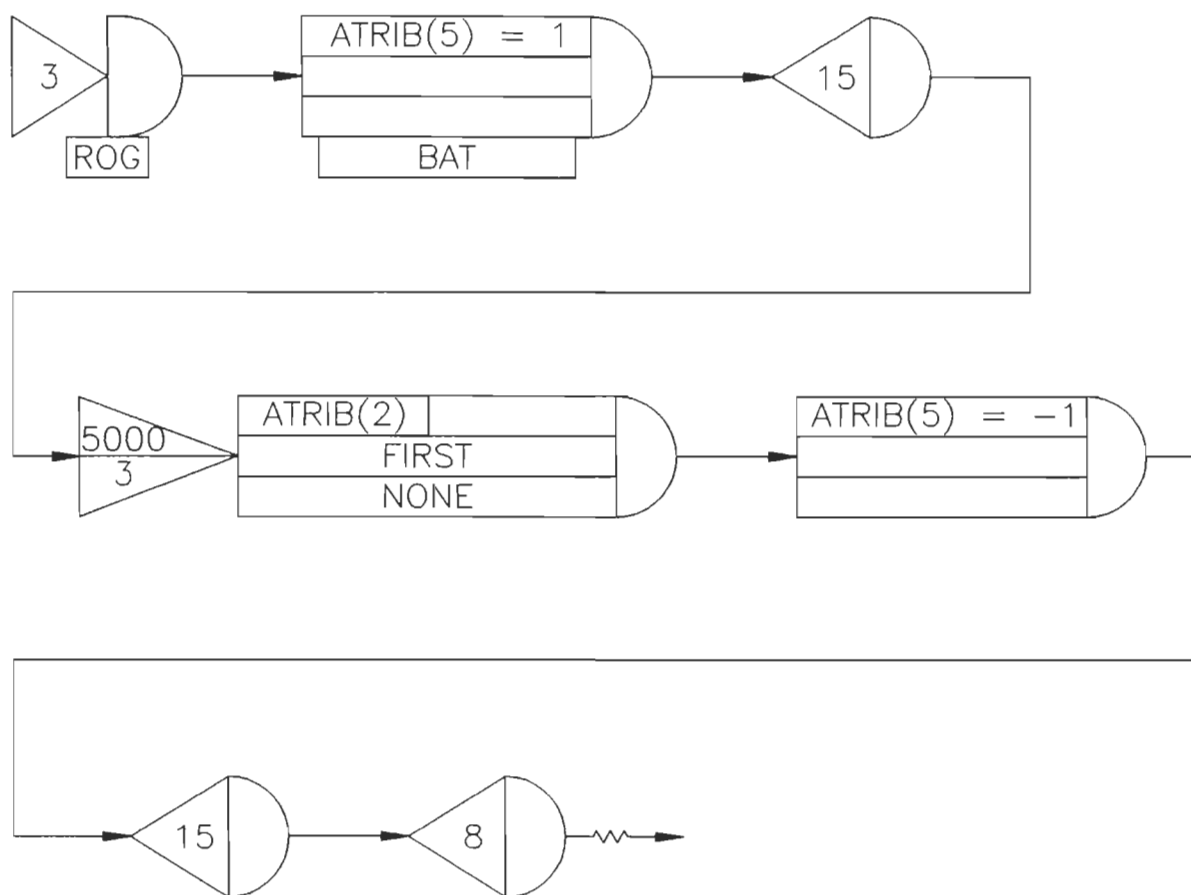 3
ROG
ATRIB(5) = 1
BAT
15
5000
3
ATRIB(2)
FIRST
NONE
ATRIB(5) = -1
15
8